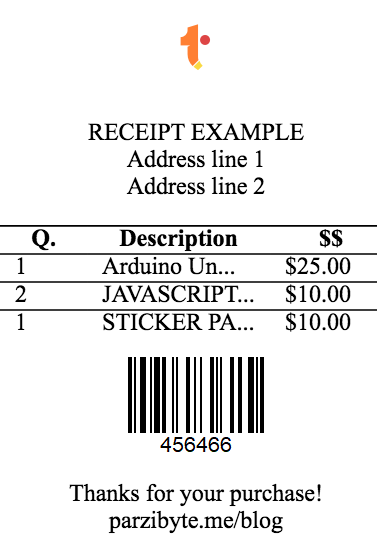 RECEIPT EXAMPLE
Address line 1
Address line 2
Q. Description $$
1 Arduino Un... $25.00
2 JAVASCRIPT... $10.00
1 STICKER PA... $10.00
456466
Thanks for your purchase!
parzibyte.me/blog